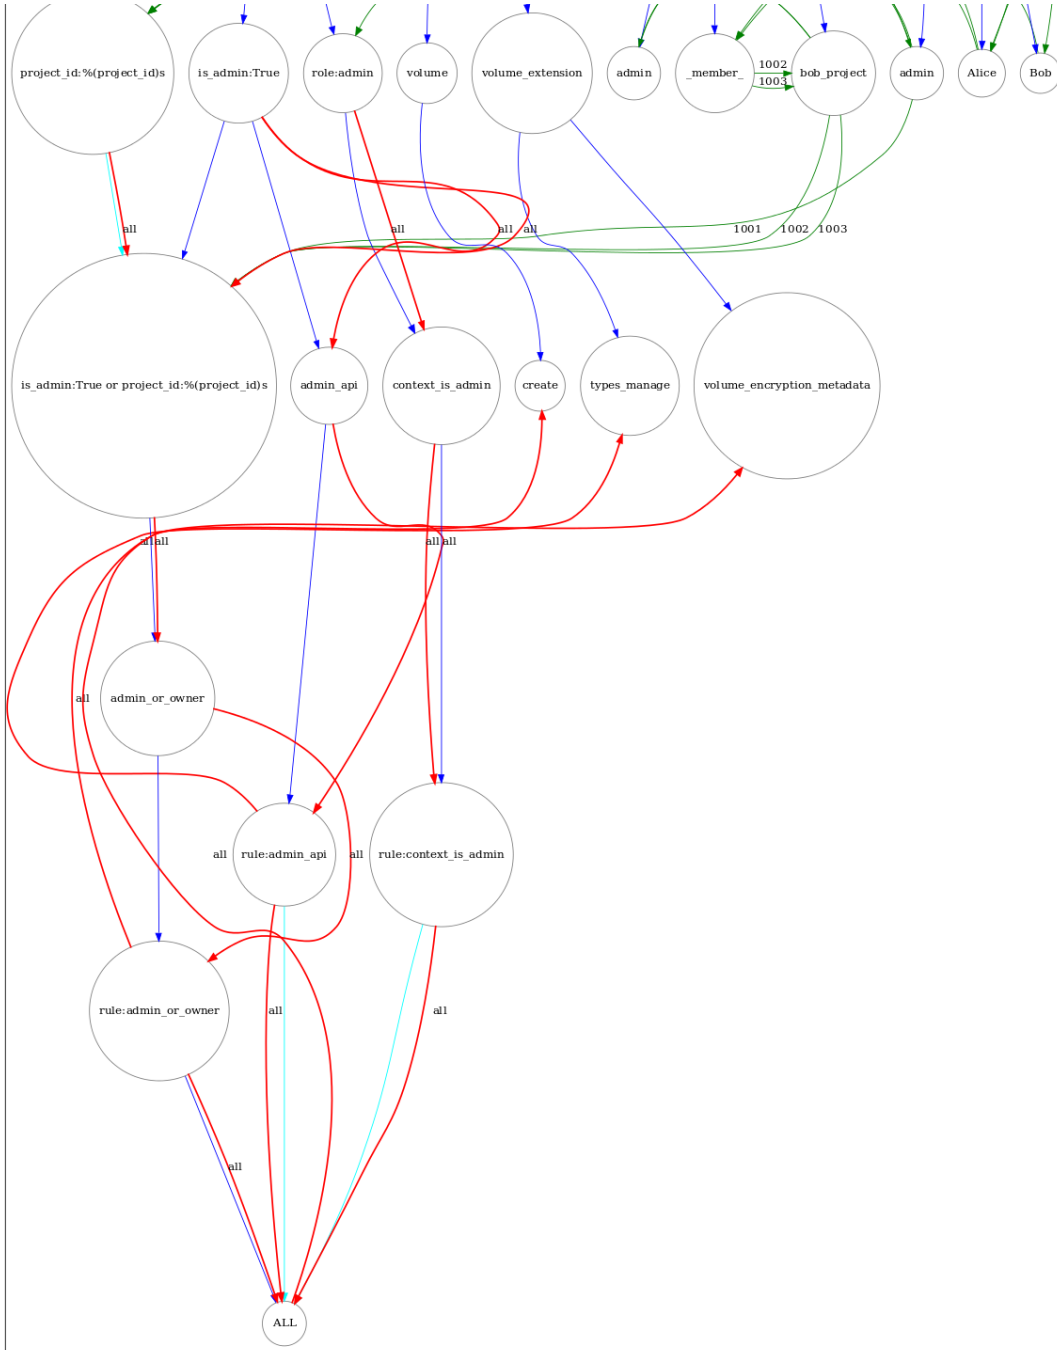 project_id:%(project_id)s
is_admin:True
role:admin
volume
volume_extension
admin
_member_
1002
1003
bob_project
admin
Alice
Bob
all
all
all
all
1001
1002
1003
is_admin:True or project_id:%(project_id)s
admin_api
context_is_admin
create
types_manage
volume_encryption_metadata
all
all
all
all
admin_or_owner
all
all
rule:admin_api
all
rule:context_is_admin
rule:admin_or_owner
all
all
all
ALL